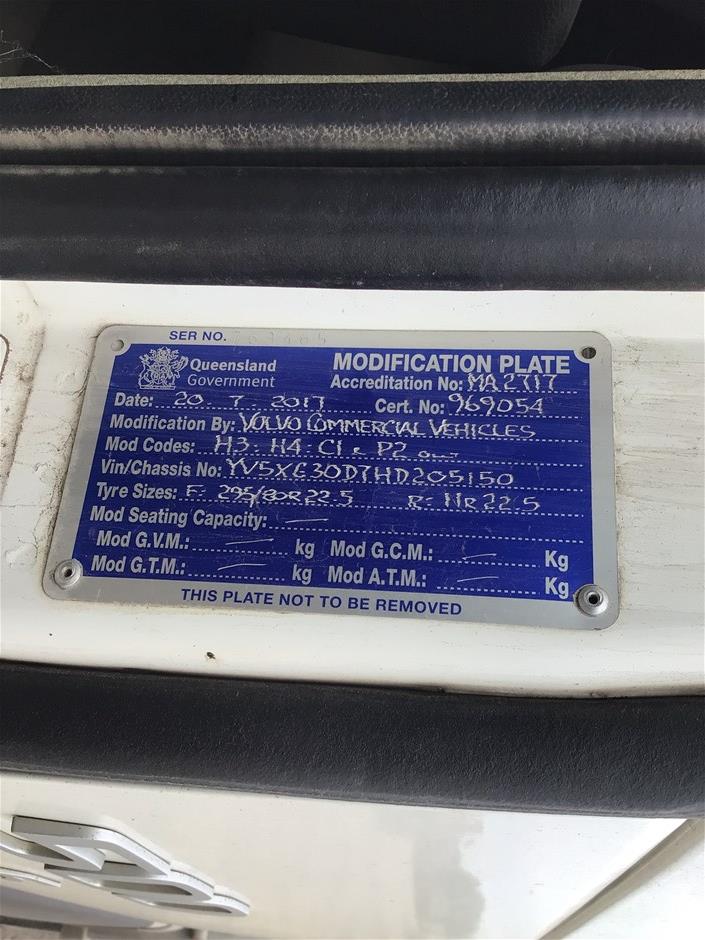 SER NO.
Queensland Government
MODIFICATION PLATE
Accreditation No: MA2717
Date: 20 7 2017 Cert. No: 969054
Modification By: VOLVO COMMERCIAL VEHICLES
Mod Codes: H3 · H4 · C1 & P2
Vin/Chassis No: YV5XG30D7HD205150
Tyre Sizes: F: 295/80R22.5 R: 11R22.5
Mod Seating Capacity: —
Mod G.V.M.: — kg Mod G.C.M.: — Kg
Mod G.T.M.: — kg Mod A.T.M.: — Kg
THIS PLATE NOT TO BE REMOVED